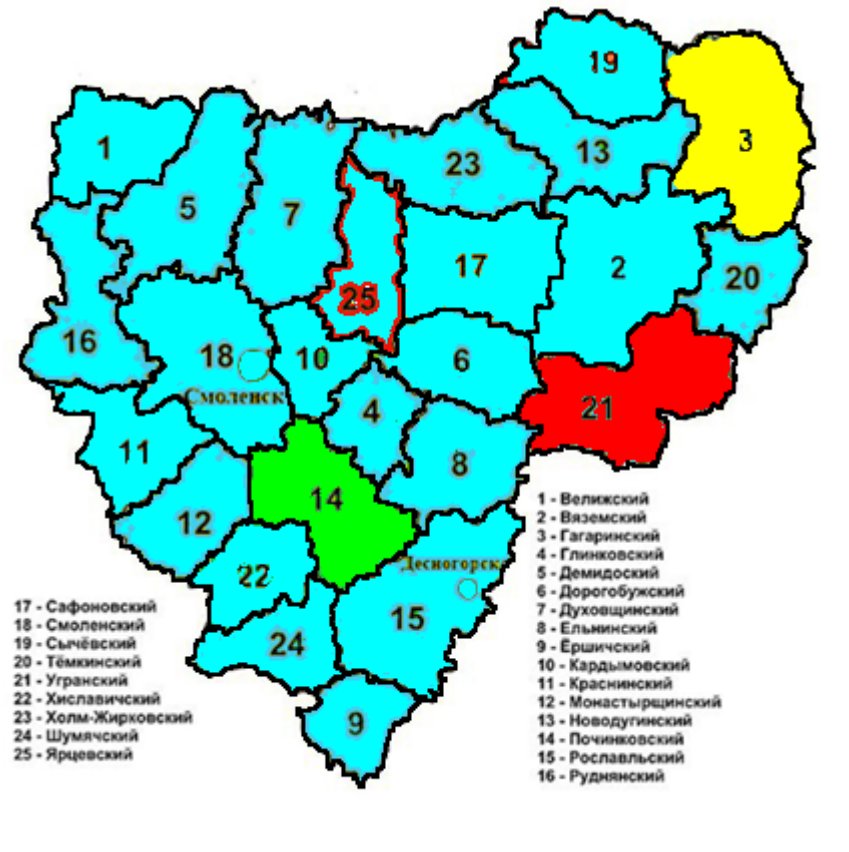 19
3
1
13
23
5
7
17
2
20
25
16
18
10
6
Смоленск
4
21
11
8
14
12
Десногорск
22
15
24
9
1 - Велижский
2 - Вяземский
3 - Гагаринский
4 - Глинковский
5 - Демидоский
6 - Дорогобужский
7 - Духовщинский
8 - Ельнинский
9 - Ёршичский
10 - Кардымовский
11 - Краснинский
12 - Монастырщинский
13 - Новодугинский
14 - Починковский
15 - Рославльский
16 - Руднянский
17 - Сафоновский
18 - Смоленский
19 - Сычёвский
20 - Тёмкинский
21 - Угранский
22 - Хиславичский
23 - Холм-Жирховский
24 - Шумячский
25 - Ярцевский